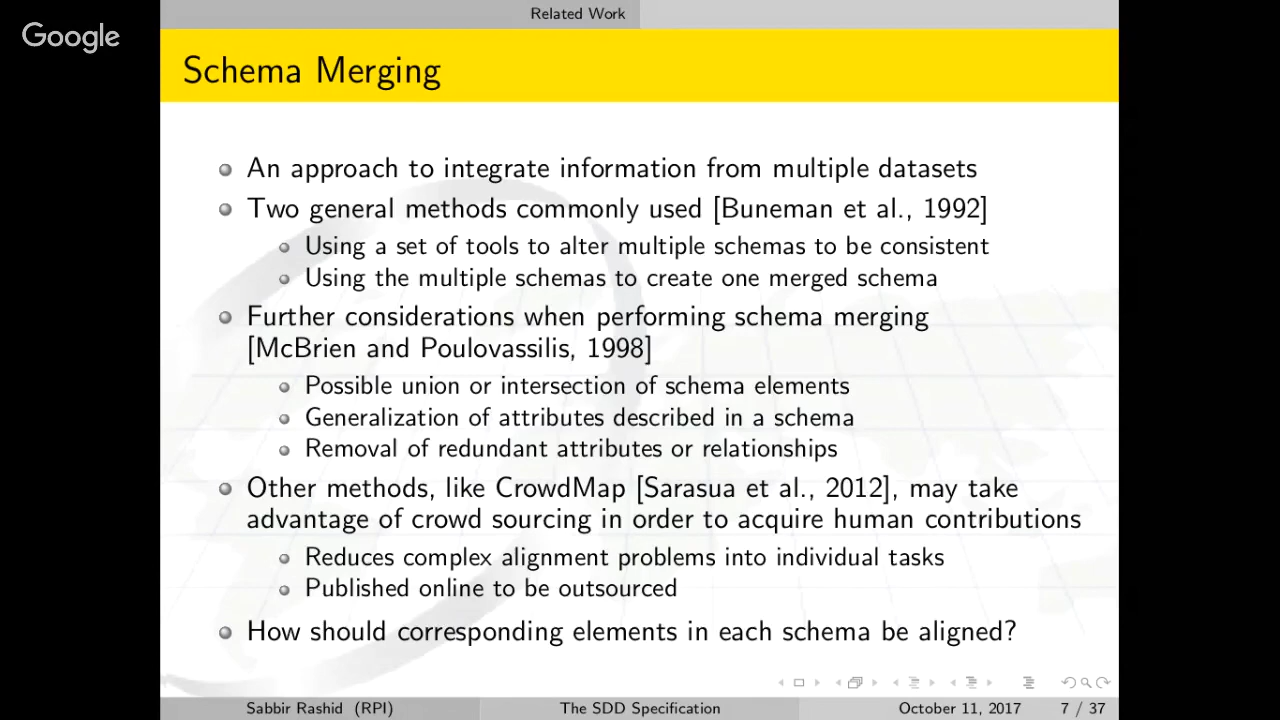 Related Work
Google
Schema Merging
An approach to integrate information from multiple datasets
Two general methods commonly used [Buneman et al., 1992]
Using a set of tools to alter multiple schemas to be consistent
Using the multiple schemas to create one merged schema
Further considerations when performing schema merging
[McBrien and Poulovassilis, 1998]
Possible union or intersection of schema elements
Generalization of attributes described in a schema
Removal of redundant attributes or relationships
Other methods, like CrowdMap [Sarasua et al., 2012], may take
advantage of crowd sourcing in order to acquire human contributions
Reduces complex alignment problems into individual tasks
Published online to be outsourced
How should corresponding elements in each schema be aligned?
Sabbir Rashid (RPI) The SDD Specification October 11, 2017 7 / 37